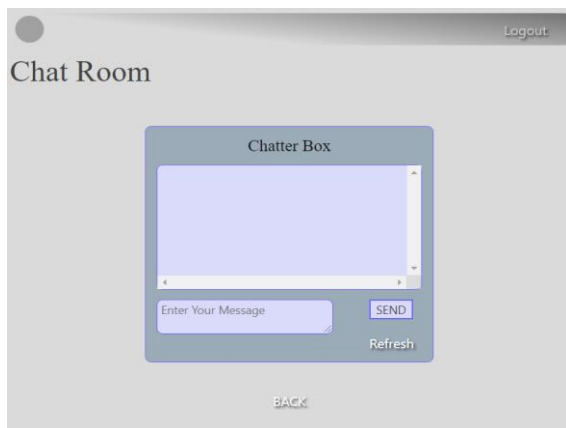 Logout
Chat Room
Chatter Box
Enter Your Message
SEND
Refresh
BACK